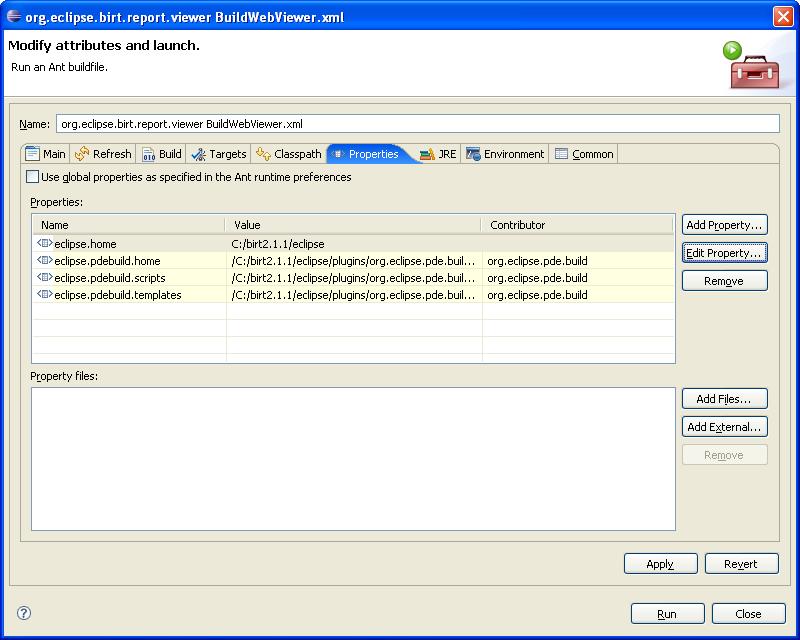 org.eclipse.birt.report.viewer BuildWebViewer.xml
Modify attributes and launch.
Run an Ant buildfile.
Name: org.eclipse.birt.report.viewer BuildWebViewer.xml
Main Refresh Build Targets Classpath Properties JRE Environment Common
Use global properties as specified in the Ant runtime preferences
Properties:
Name Value Contributor Add Property...
eclipse.home C:/birt2.1.1/eclipse
Edit Property...
eclipse.pdebuild.home /C:/birt2.1.1/eclipse/plugins/org.eclipse.pde.buil... org.eclipse.pde.build
eclipse.pdebuild.scripts /C:/birt2.1.1/eclipse/plugins/org.eclipse.pde.buil... org.eclipse.pde.build Remove
eclipse.pdebuild.templates /C:/birt2.1.1/eclipse/plugins/org.eclipse.pde.buil... org.eclipse.pde.build
Property files:
Add Files...
Add External...
Remove
Apply Revert
? Run Close